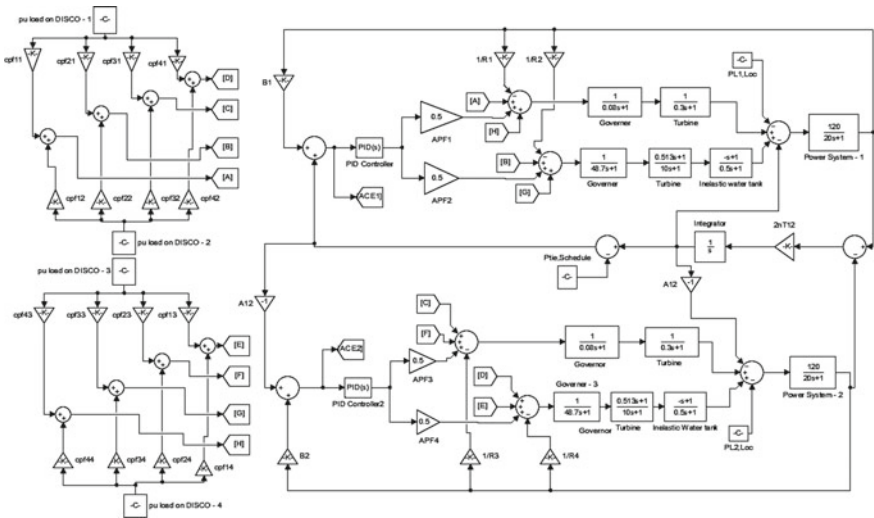 pu load on DISCO - 1
-C-
cpf11
cpf21
cpf31
cpf41
-K-
-K-
-K-
-K-
[D]
[C]
[B]
[A]
cpf12
cpf22
cpf32
cpf42
-K-
-K-
-K-
-K-
-C-
pu load on DISCO - 2
pu load on DISCO - 3
-C-
cpf43
cpf33
cpf23
cpf13
-K-
-K-
-K-
-K-
[E]
[F]
[G]
[H]
cpf44
cpf34
cpf24
cpf14
-K-
-K-
-K-
-K-
-C-
pu load on DISCO - 4
B1
-K-
1/R1
-K-
1/R2
-K-
[A]
[H]
[B]
[G]
PID(s)
PID Controller
[ACE1]
0.5
APF1
0.5
APF2
1
0.08s+1
Governer
1
0.3s+1
Turbine
-C-
PL1,Loc
1
48.7s+1
Governer
0.513s+1
10s+1
Turbine
-s+1
0.5s+1
Inelastic water tank
120
20s+1
Power System - 1
Integrator
1
s
2nT12
-K-
Ptie,Schedule
-C-
A12
-1
A12
-1
[C]
[F]
[ACE2]
PID(s)
PID Controller2
0.5
APF3
0.5
APF4
[D]
[E]
1
0.08s+1
Governor
1
0.3s+1
Turbine
Governer - 3
1
48.7s+1
Governor
0.513s+1
10s+1
Turbine
-s+1
0.5s+1
Inelastic Water tank
120
20s+1
Power System - 2
-C-
PL2,Loc
B2
-K-
-K-
1/R3
-K-
1/R4